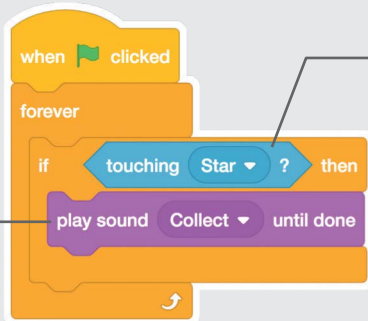 when clicked
forever
if touching Star ? then
play sound Collect until done